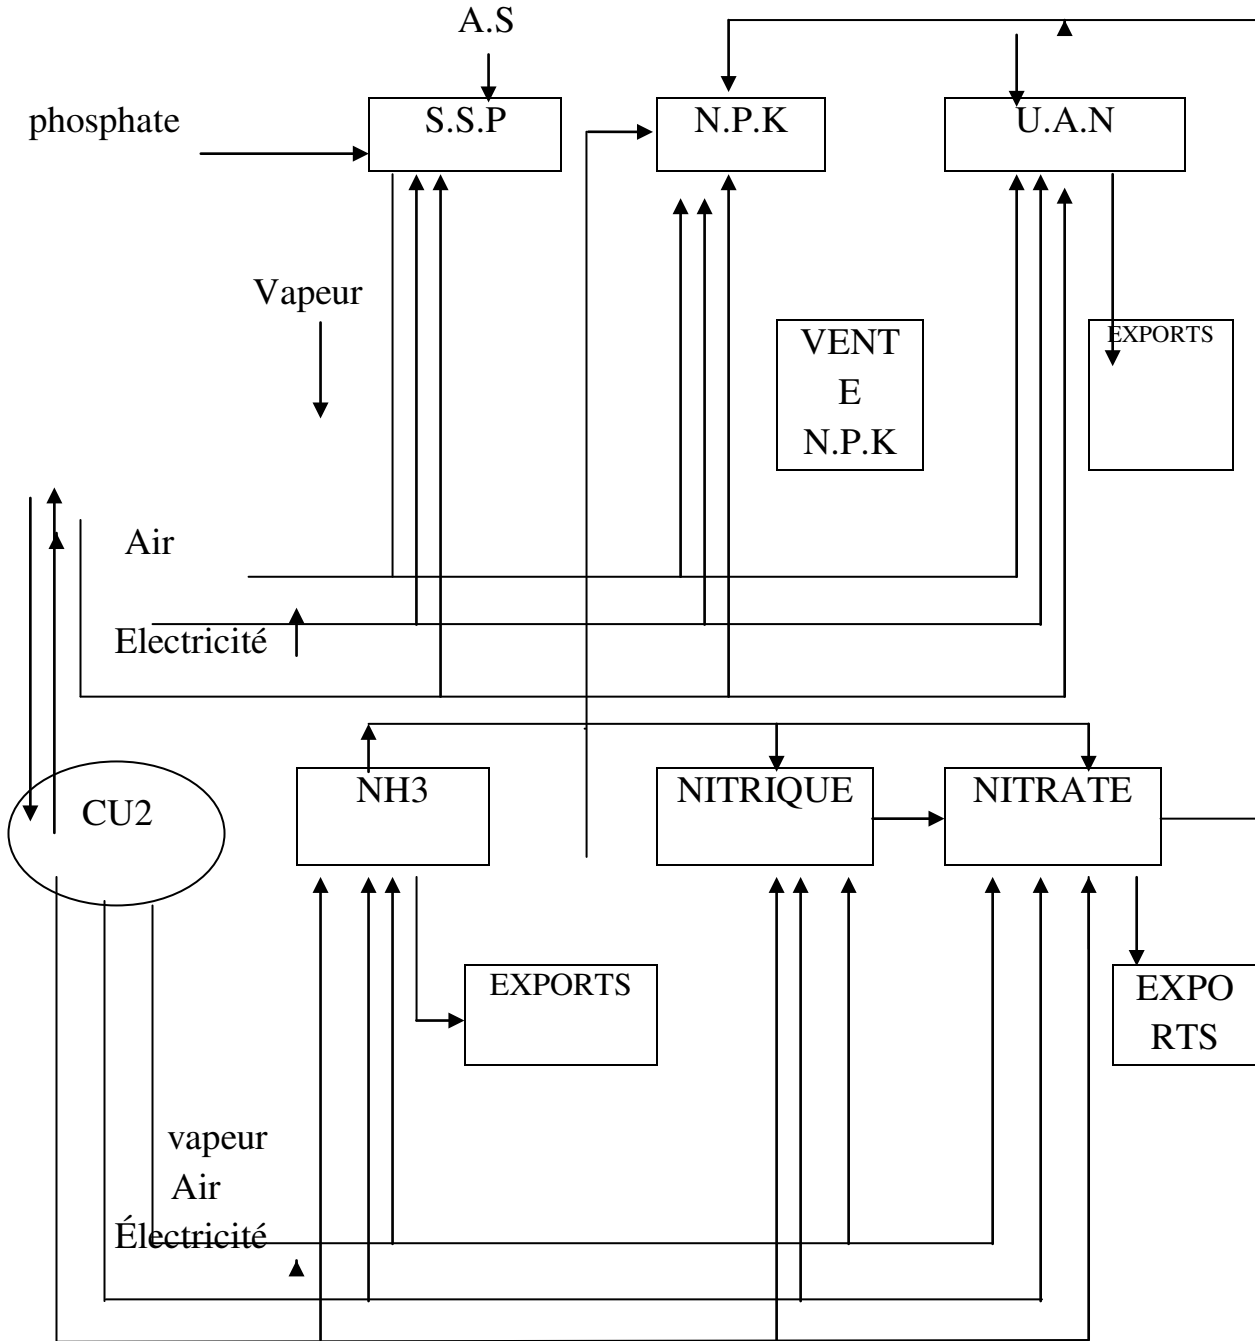 A.S
phosphate
S.S.P
N.P.K
U.A.N
Vapeur
VENT
E
N.P.K
EXPORTS
Air
Electricité
CU2
NH3
NITRIQUE
NITRATE
EXPORTS
EXPO
RTS
vapeur
Air
Électricité